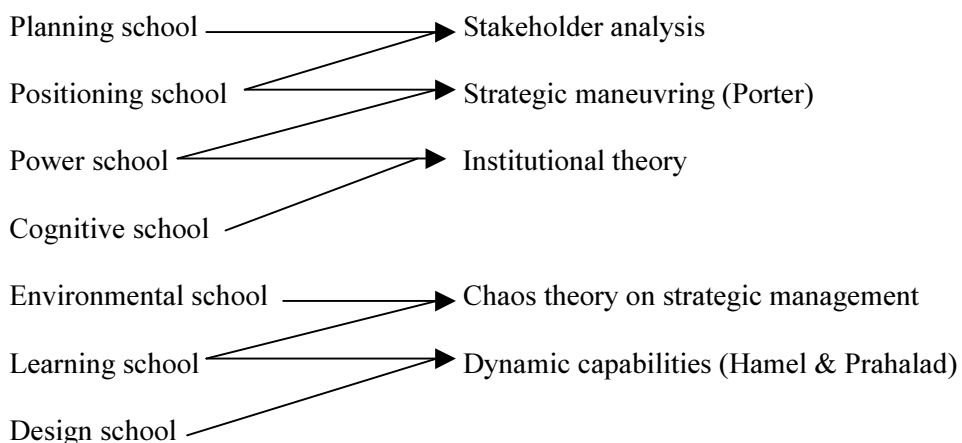 Planning school Stakeholder analysis
Positioning school Strategic maneuvring (Porter)
Power school Institutional theory
Cognitive school
Environmental school Chaos theory on strategic management
Learning school Dynamic capabilities (Hamel & Prahalad)
Design school